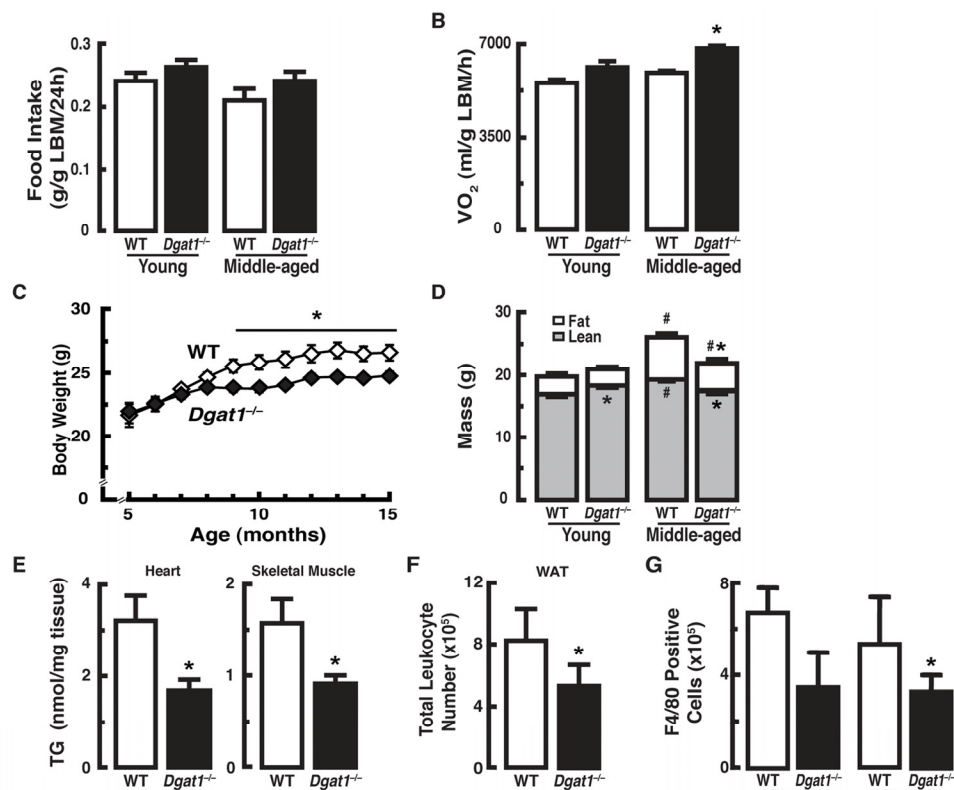 B
0.3
0.2
0.1
0
Food Intake
(g/g LBM/24h)
WT Dgat1–/– WT Dgat1–/–
Young Middle-aged
7000
3500
0
VO2 (ml/g LBM/h)
*
WT Dgat1–/– WT Dgat1–/–
Young Middle-aged
C
30
25
20
0
Body Weight (g)
*
WT
Dgat1–/–
5 10 15
Age (months)
D
30
20
10
0
Mass (g)
Fat
Lean
#
#*
* # *
WT Dgat1–/– WT Dgat1–/–
Young Middle-aged
E
Heart
Skeletal Muscle
4
2
0
TG (nmol/mg tissue)
*
WT Dgat1–/–
2
1
0
*
WT Dgat1–/–
F
WAT
12
8
4
0
Total Leukocyte
Number (x10⁵)
*
WT Dgat1–/–
G
8
4
0
F4/80 Positive
Cells (x10⁵)
*
WT Dgat1–/– WT Dgat1–/–